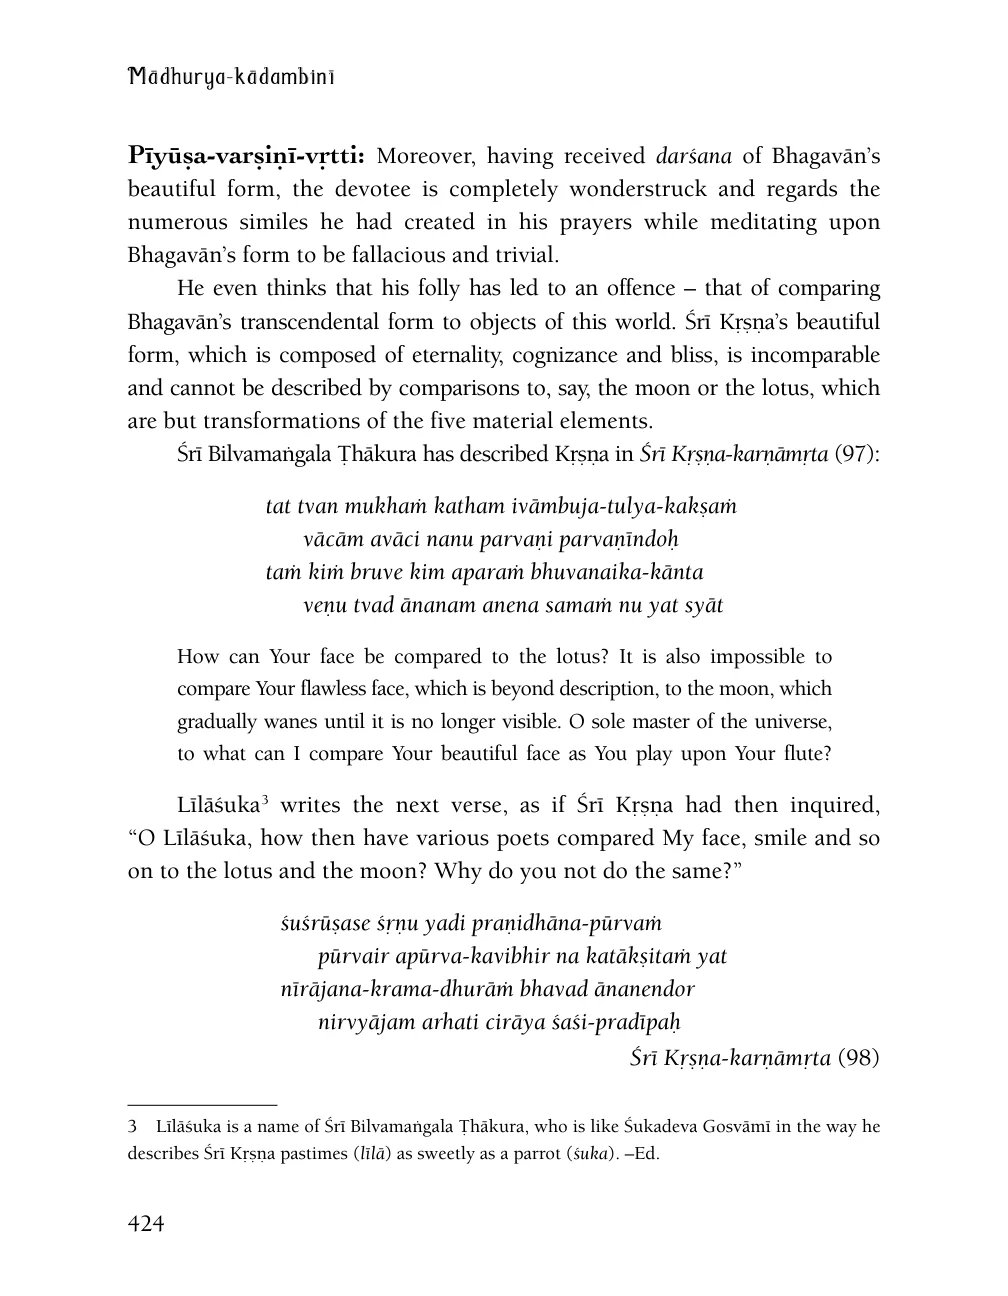 Mādhurya-kādambinī
Pīyūṣa-varṣiṇī-vṛtti: Moreover, having received darśana of Bhagavān’s
beautiful form, the devotee is completely wonderstruck and regards the
numerous similes he had created in his prayers while meditating upon
Bhagavān’s form to be fallacious and trivial.
He even thinks that his folly has led to an offence – that of comparing
Bhagavān’s transcendental form to objects of this world. Śrī Kṛṣṇa’s beautiful
form, which is composed of eternality, cognizance and bliss, is incomparable
and cannot be described by comparisons to, say, the moon or the lotus, which
are but transformations of the five material elements.
Śrī Bilvamaṅgala Ṭhākura has described Kṛṣṇa in Śrī Kṛṣṇa-karṇāmṛta (97):
tat tvan mukhaṁ katham ivāmbuja-tulya-kakṣaṁ
vācām avāci nanu parvaṇi parvaṇīndoḥ
taṁ kiṁ bruve kim aparaṁ bhuvanaika-kānta
veṇu tvad ānanam anena samaṁ nu yat syāt
How can Your face be compared to the lotus? It is also impossible to
compare Your flawless face, which is beyond description, to the moon, which
gradually wanes until it is no longer visible. O sole master of the universe,
to what can I compare Your beautiful face as You play upon Your flute?
Līlāśuka3 writes the next verse, as if Śrī Kṛṣṇa had then inquired,
“O Līlāśuka, how then have various poets compared My face, smile and so
on to the lotus and the moon? Why do you not do the same?”
śuśrūṣase śṛṇu yadi praṇidhāna-pūrvaṁ
pūrvair apūrva-kavibhir na katākṣitaṁ yat
nīrājana-krama-dhurāṁ bhavad ānanendor
nirvyājam arhati cirāya śaśi-pradīpaḥ
Śrī Kṛṣṇa-karṇāmṛta (98)
3 Līlāśuka is a name of Śrī Bilvamaṅgala Ṭhākura, who is like Śukadeva Gosvāmī in the way he
describes Śrī Kṛṣṇa pastimes (līlā) as sweetly as a parrot (śuka). –Ed.
424